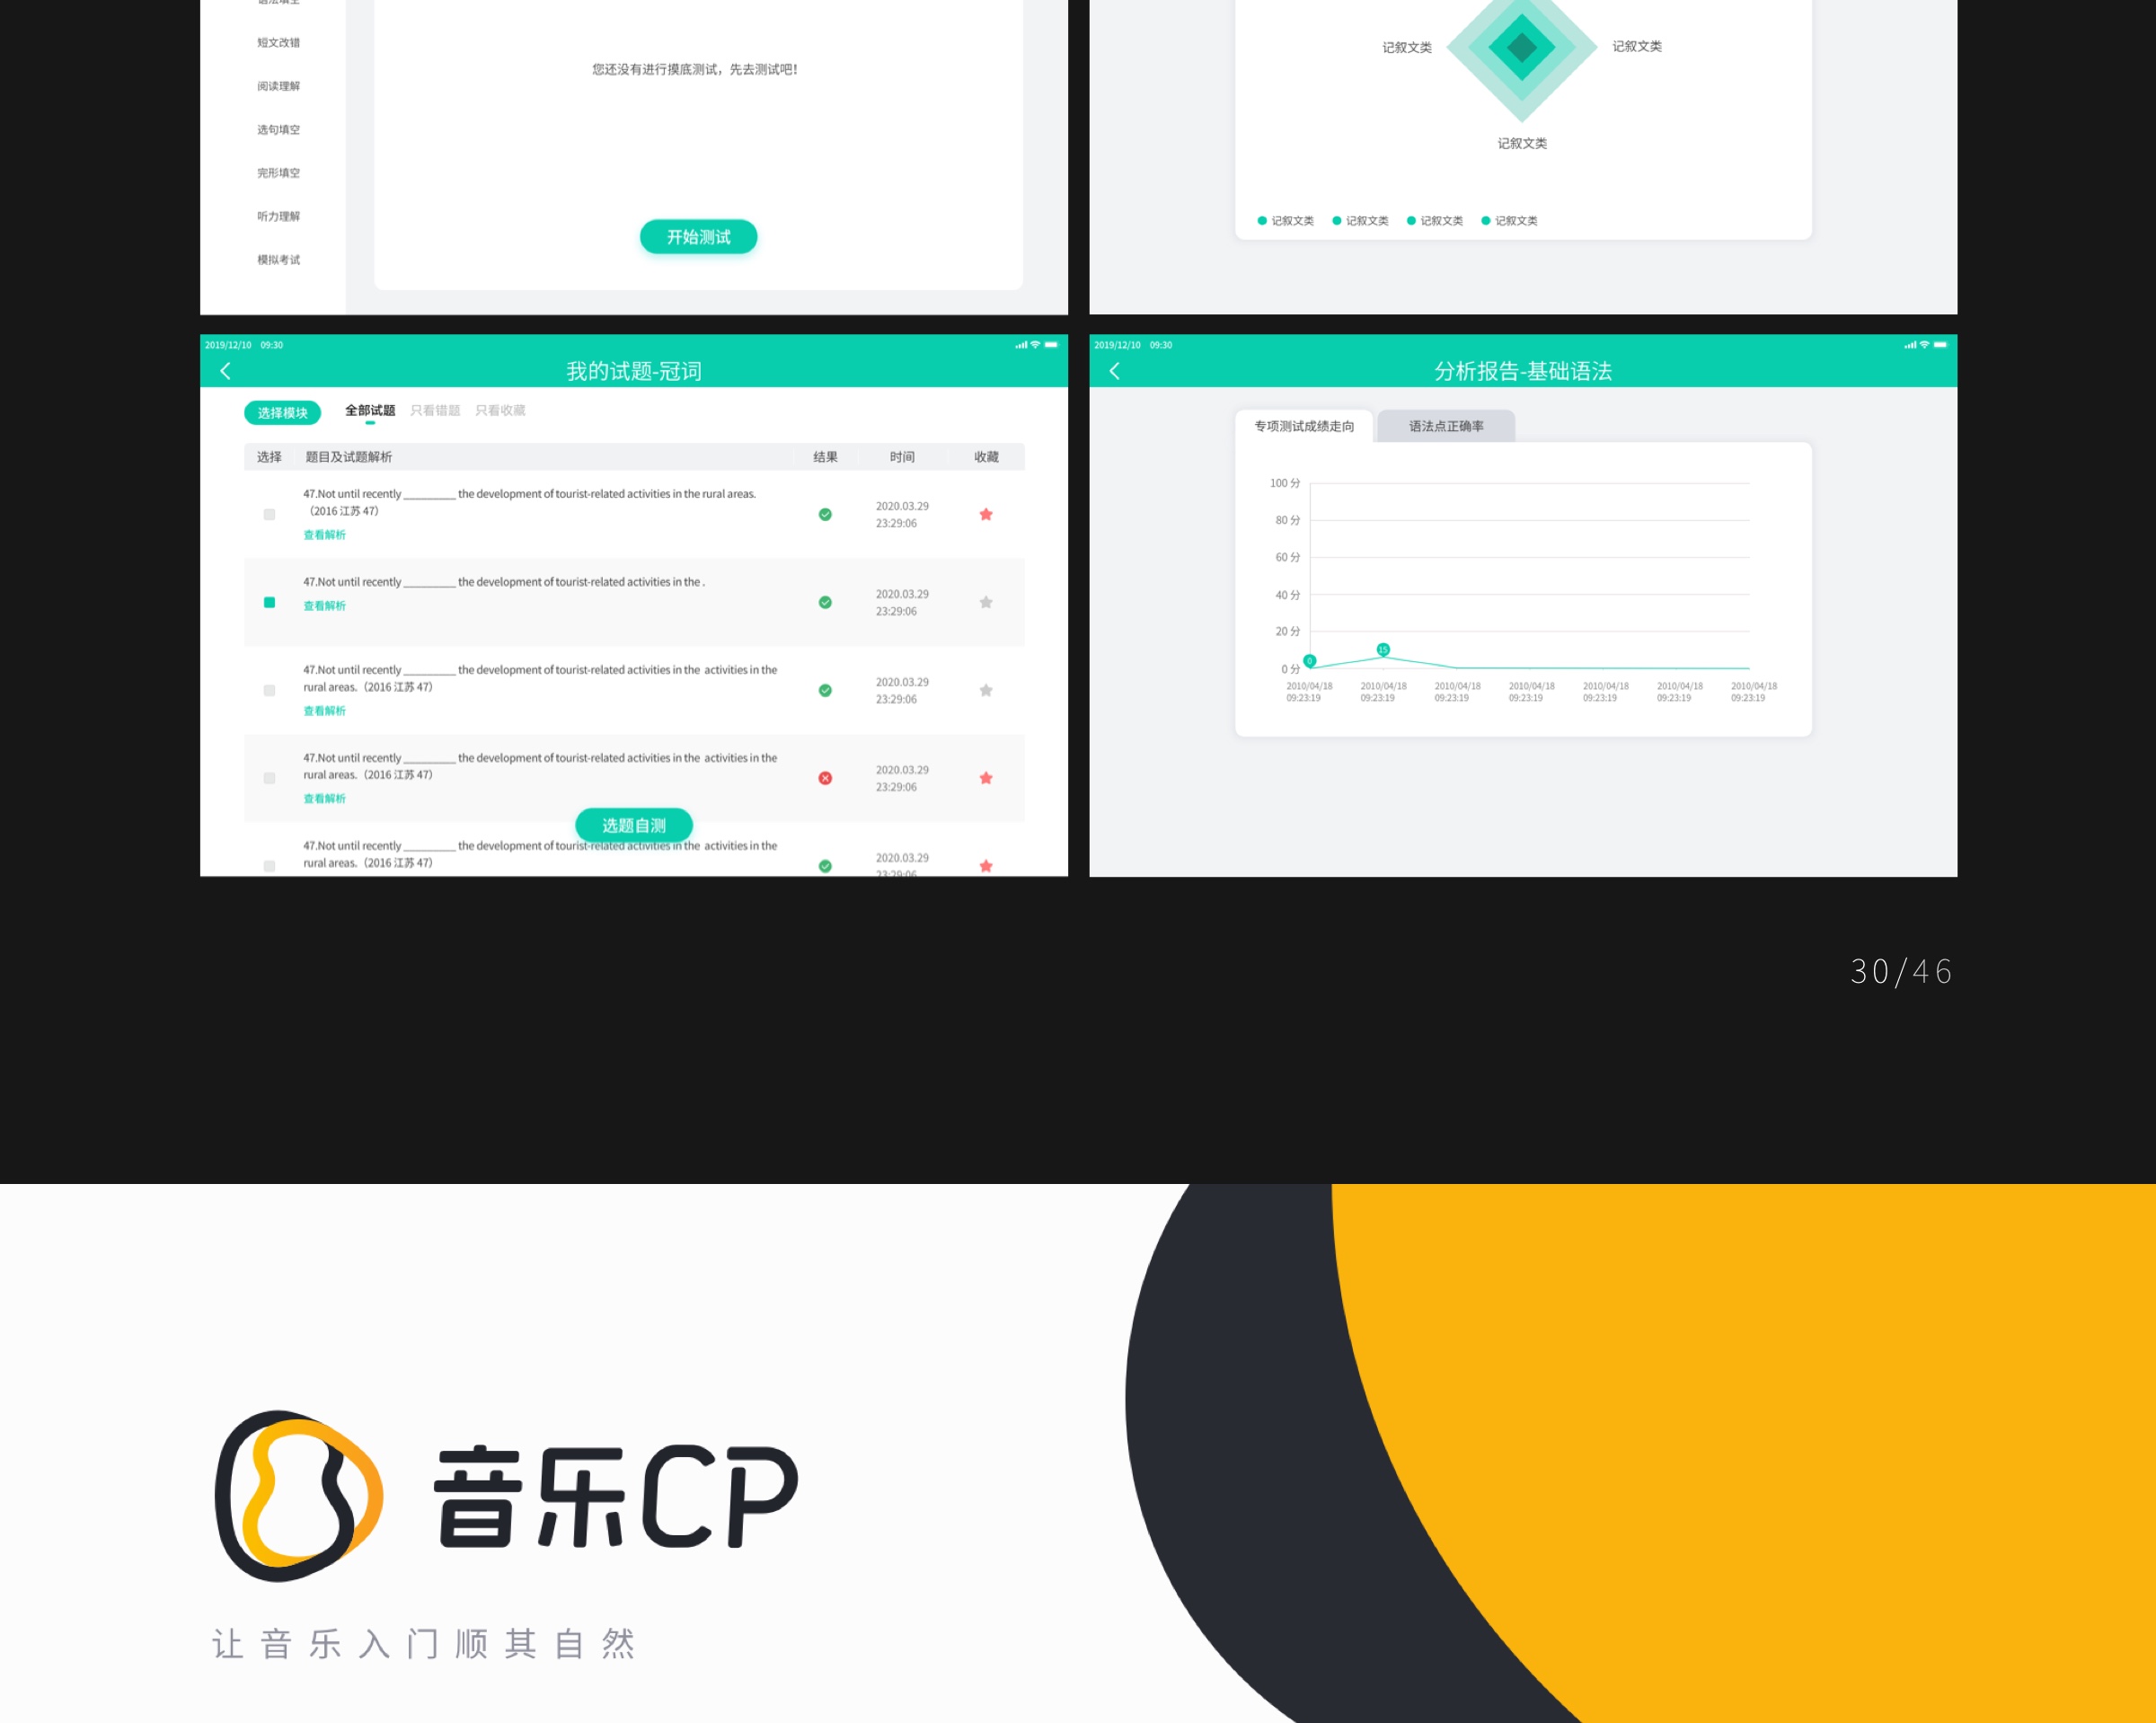 语法填空
短文改错
阅读理解
选句填空
完形填空
听力理解
模拟考试
您还没有进行摸底测试，先去测试吧！
开始测试
记叙文类
记叙文类
记叙文类
记叙文类 记叙文类 记叙文类 记叙文类
2019/12/10 09:30
我的试题-冠词
选择模块 全部试题 只看错题 只看收藏
选择 题目及试题解析 结果 时间 收藏
47.Not until recently _________ the development of tourist-related activities in the rural areas.
（2016 江苏 47）
查看解析
2020.03.29
23:29:06
47.Not until recently _________ the development of tourist-related activities in the .
查看解析
2020.03.29
23:29:06
47.Not until recently _________ the development of tourist-related activities in the activities in the
rural areas.（2016 江苏 47）
查看解析
2020.03.29
23:29:06
47.Not until recently _________ the development of tourist-related activities in the activities in the
rural areas.（2016 江苏 47）
查看解析
2020.03.29
23:29:06
选题自测
47.Not until recently _________ the development of tourist-related activities in the activities in the
rural areas.（2016 江苏 47）
2020.03.29
23:29:06
2019/12/10 09:30
分析报告-基础语法
专项测试成绩走向 语法点正确率
100 分
80 分
60 分
40 分
20 分
0 分
0
15
2010/04/18 2010/04/18 2010/04/18 2010/04/18 2010/04/18 2010/04/18 2010/04/18
09:23:19 09:23:19 09:23:19 09:23:19 09:23:19 09:23:19 09:23:19
30/46
音乐CP
让音乐入门顺其自然